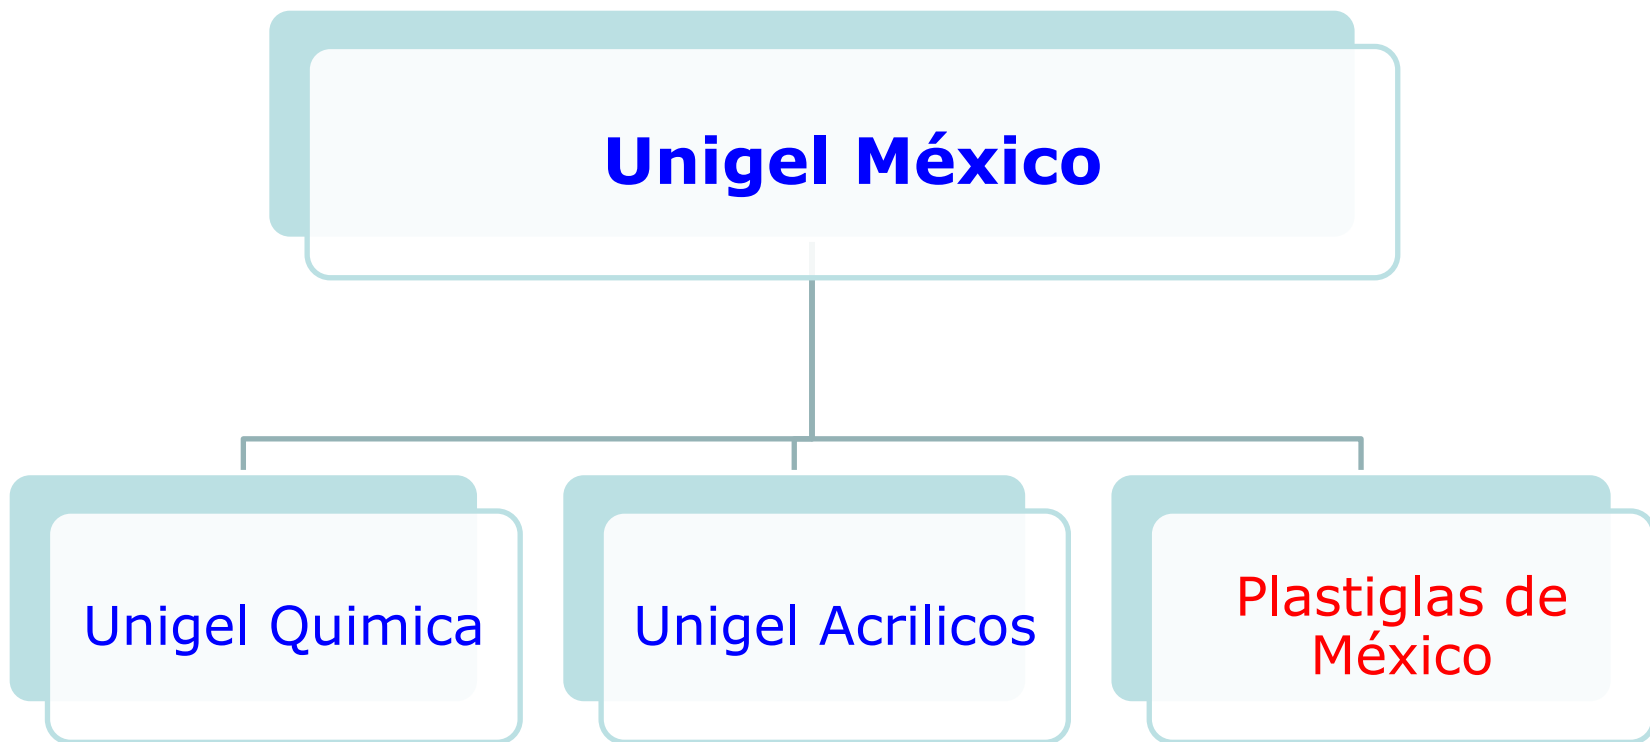 Unigel México
Unigel Quimica
Unigel Acrilicos
Plastiglas de
México